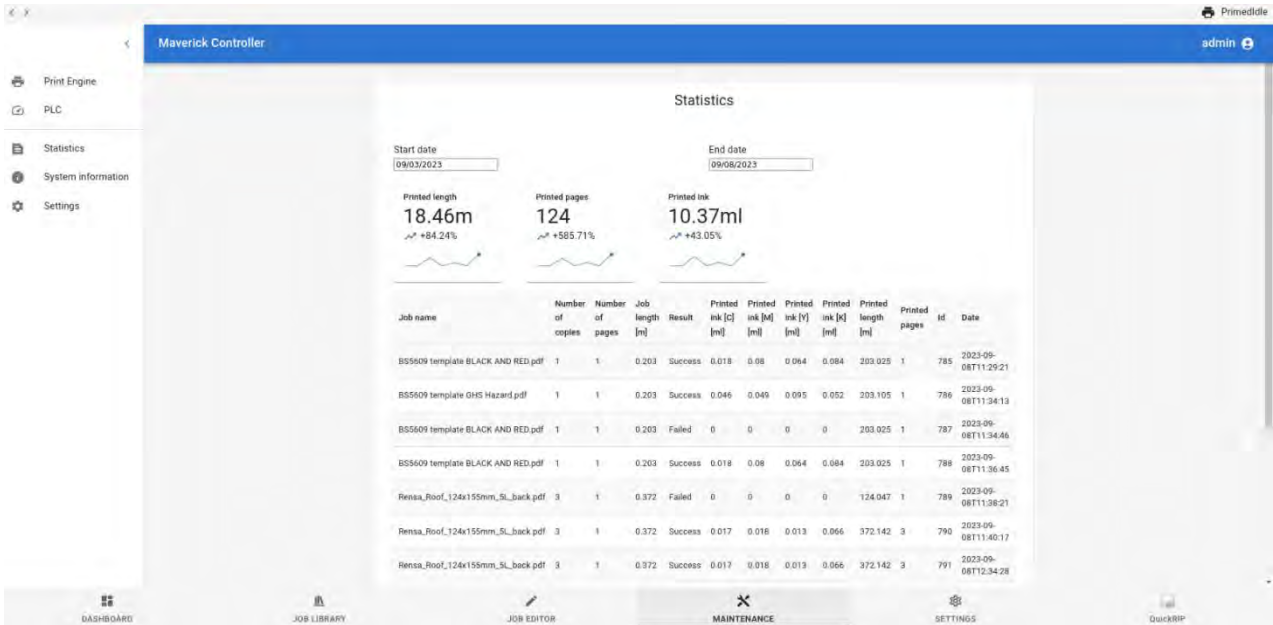 PrimedIdle
Maverick Controller
admin
Print Engine
PLC
Statistics
System information
Settings
Statistics
Start date
End date
09/03/2023
09/08/2023
Printed length
Printed pages
Printed ink
18.46m
124
10.37ml
+84.24%
+585.71%
+43.05%
Job name Number of copies Number of pages Job length [m] Result Printed ink [C] [ml] Printed ink [M] [ml] Printed ink [Y] [ml] Printed ink [K] [ml] Printed length [m] Printed pages Id Date
BS5609 template BLACK AND RED.pdf 1 1 0.203 Success 0.018 0.08 0.064 0.084 203.025 1 785 2023-09-08T11:29:21
BS5609 template GHS Hazard.pdf 1 1 0.203 Success 0.046 0.049 0.095 0.052 203.105 1 786 2023-09-08T11:34:13
BS5609 template BLACK AND RED.pdf 1 1 0.203 Failed 0 0 0 0 203.025 1 787 2023-09-08T11:34:46
BS5609 template BLACK AND RED.pdf 1 1 0.203 Success 0.018 0.08 0.064 0.084 203.025 1 788 2023-09-08T11:36:45
Rensa_Roof_124x155mm_5L_back.pdf 3 1 0.372 Failed 0 0 0 0 124.047 1 789 2023-09-08T11:38:21
Rensa_Roof_124x155mm_5L_back.pdf 3 1 0.372 Success 0.017 0.018 0.013 0.066 372.142 3 790 2023-09-08T11:40:17
Rensa_Roof_124x155mm_5L_back.pdf 3 1 0.372 Success 0.017 0.018 0.013 0.066 372.142 3 791 2023-09-08T12:34:28
DASHBOARD
JOB LIBRARY
JOB EDITOR
MAINTENANCE
SETTINGS
QuickRIP